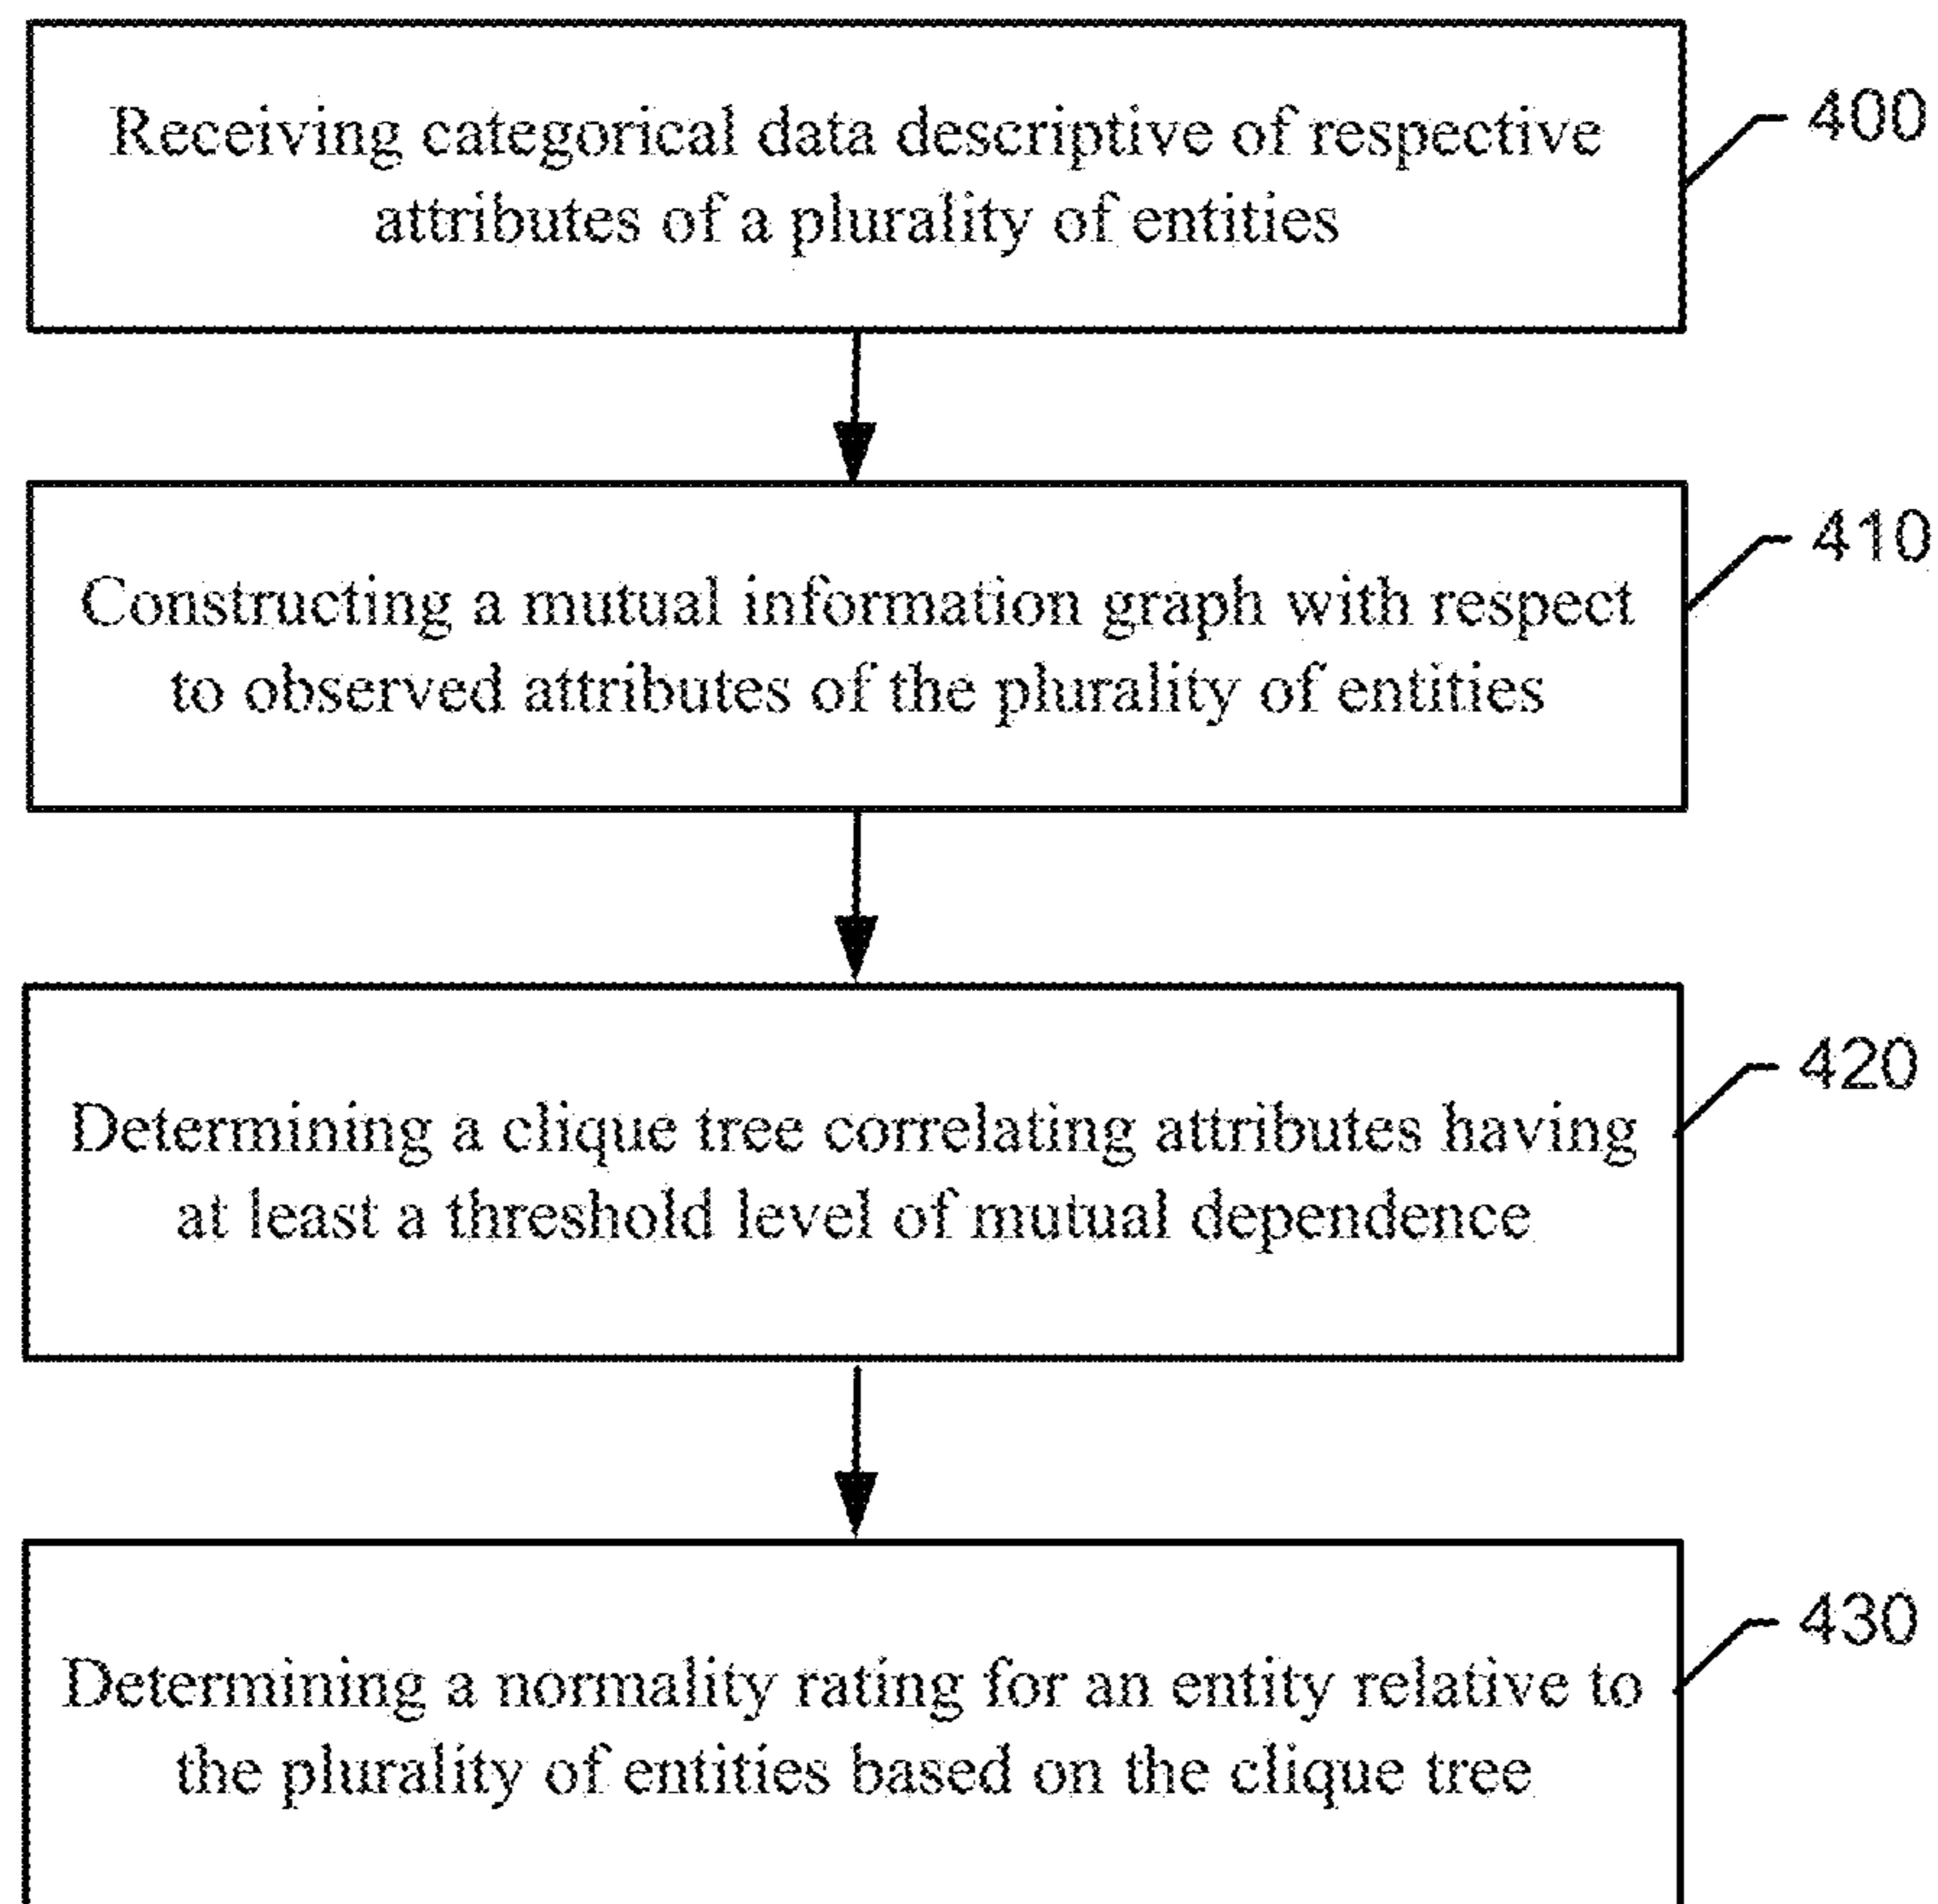 Receiving categorical data descriptive of respective
attributes of a plurality of entities
400
Constructing a mutual information graph with respect
to observed attributes of the plurality of entities
410
Determining a clique tree correlating attributes having
at least a threshold level of mutual dependence
420
Determining a normality rating for an entity relative to
the plurality of entities based on the clique tree
430